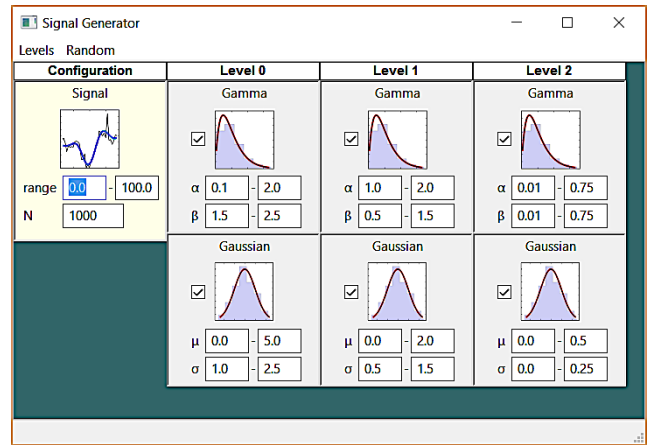 Signal Generator
Levels Random
Configuration Level 0 Level 1 Level 2
Signal Gamma Gamma Gamma
range 0.0 - 100.0 α 0.1 - 2.0 α 1.0 - 2.0 α 0.01 - 0.75
N 1000 β 1.5 - 2.5 β 0.5 - 1.5 β 0.01 - 0.75
Gaussian Gaussian Gaussian
μ 0.0 - 5.0 μ 0.0 - 2.0 μ 0.0 - 0.5
σ 1.0 - 2.5 σ 0.5 - 1.5 σ 0.0 - 0.25